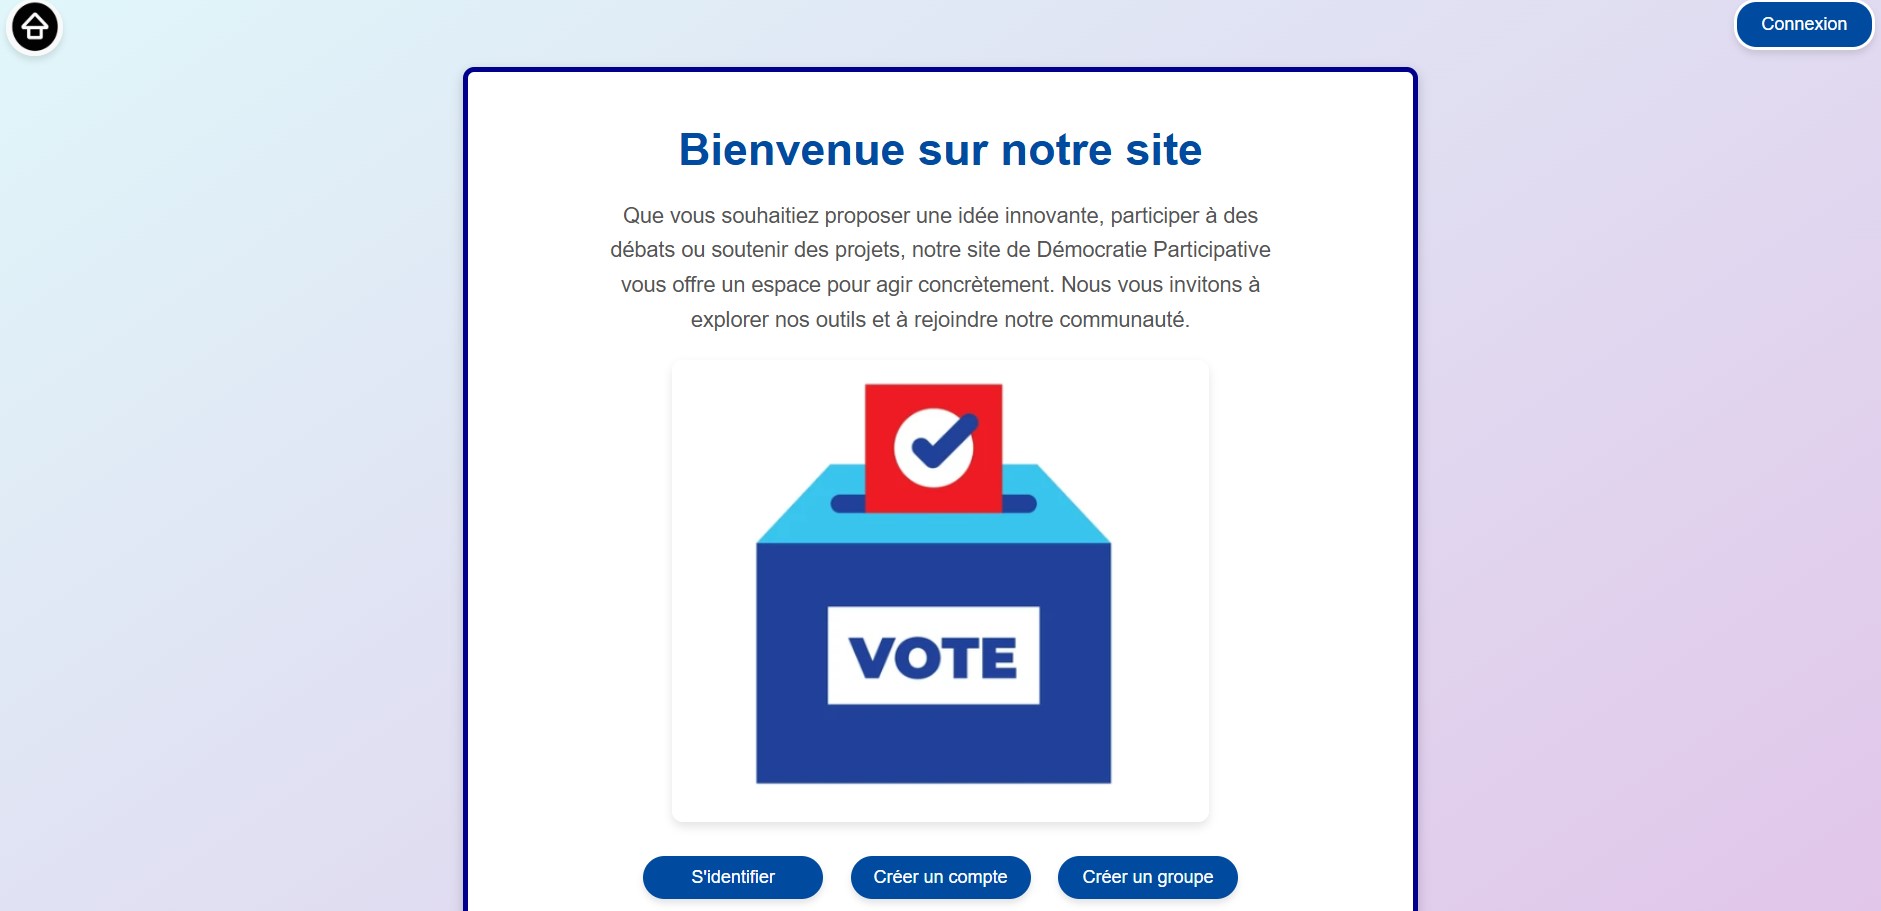 Connexion
Bienvenue sur notre site
Que vous souhaitiez proposer une idée innovante, participer à des
débats ou soutenir des projets, notre site de Démocratie Participative
vous offre un espace pour agir concrètement. Nous vous invitons à
explorer nos outils et à rejoindre notre communauté.
VOTE
S'identifier
Créer un compte
Créer un groupe